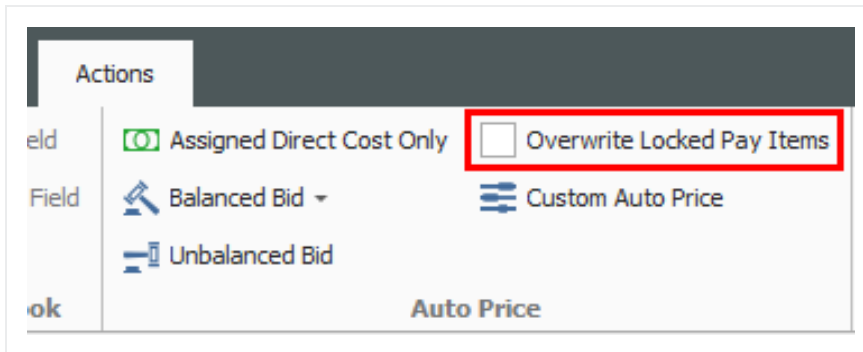 Actions
eld
Assigned Direct Cost Only
Overwrite Locked Pay Items
Field
Balanced Bid
Custom Auto Price
Unbalanced Bid
ok
Auto Price